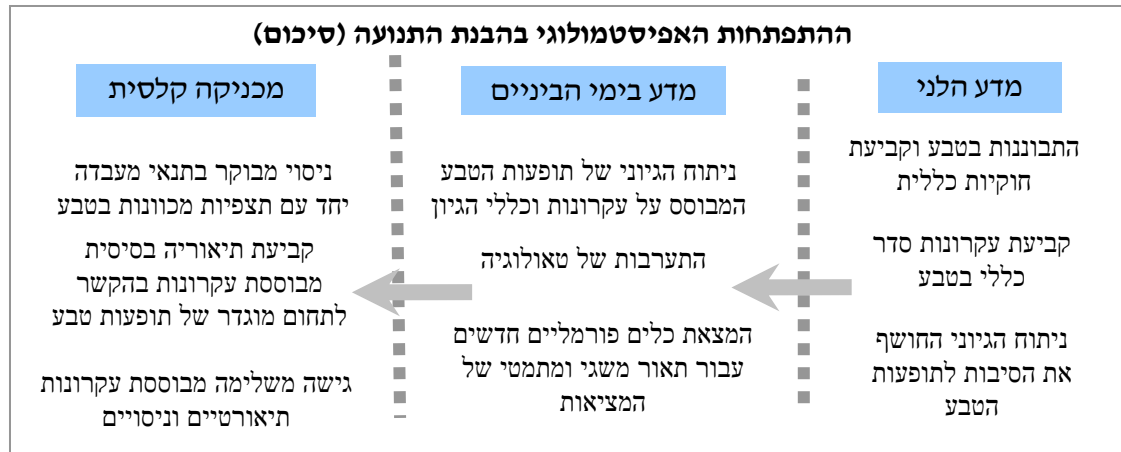 ההתפתחות האפיסטמולוגי בהבנת התנועה (סיכום)
מדע הלני
התבוננות בטבע וקביעת
חוקיות כללית
קביעת עקרונות סדר
כללי בטבע
ניתוח הגיוני החושף
את הסיבות לתופעות
הטבע
מדע בימי הביניים
ניתוח הגיוני של תופעות הטבע
המבוסס על עקרונות וכללי הגיון
התערבות של טאולוגיה
המצאת כלים פורמליים חדשים
עבור תאור משגי ומתמטי של
המציאות
מכניקה קלסית
ניסוי מבוקר בתנאי מעבדה
יחד עם תצפיות מכוונות בטבע
קביעת תיאוריה בסיסית
מבוססת עקרונות בהקשר
לתחום מוגדר של תופעות טבע
גישה משלימה מבוססת עקרונות
תיאורטיים וניסויים